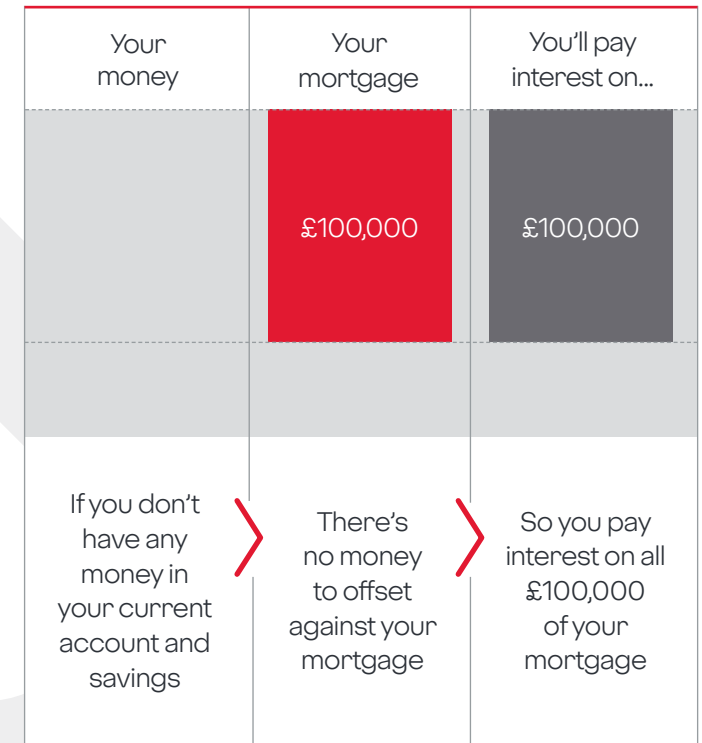 Your
money
Your
mortgage
You'll pay
interest on...
£100,000
£100,000
If you don't
have any
money in
your current
account and
savings
There's
no money
to offset
against your
mortgage
So you pay
interest on all
£100,000
of your
mortgage